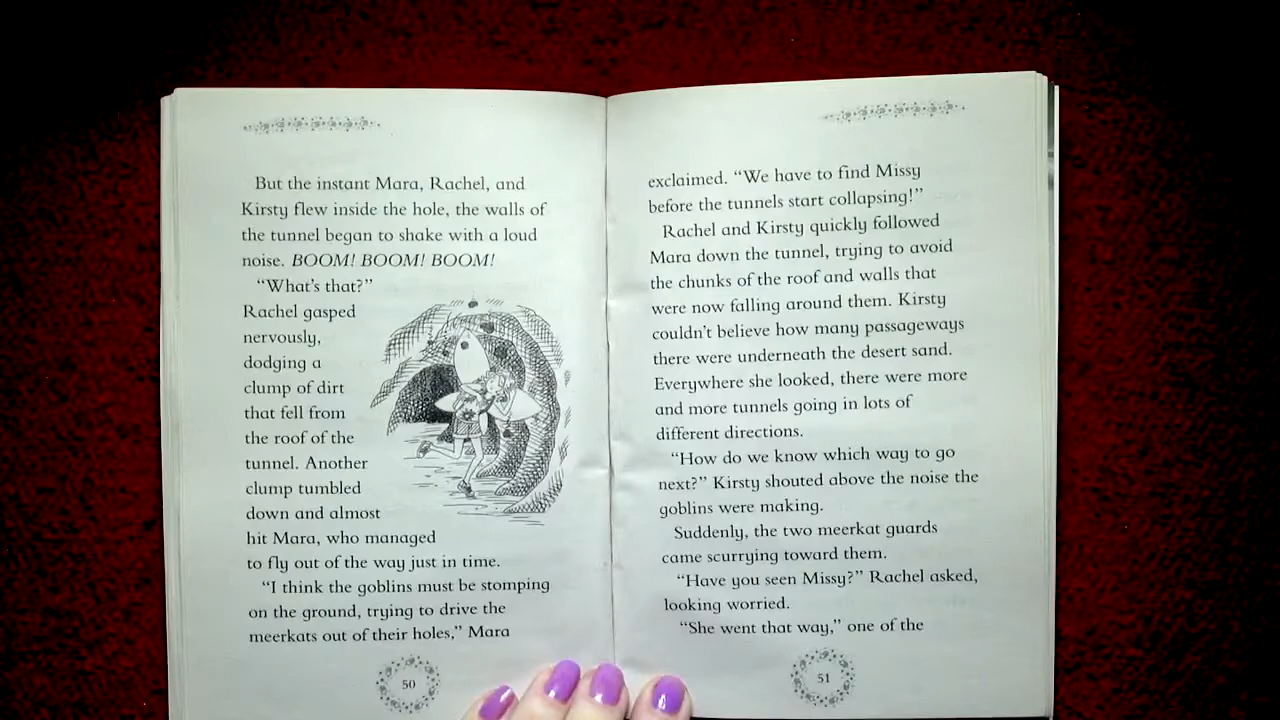 But the instant Mara, Rachel, and
Kirsty flew inside the hole, the walls of
the tunnel began to shake with a loud
noise. BOOM! BOOM! BOOM!
“What’s that?”
Rachel gasped
nervously,
dodging a
clump of dirt
that fell from
the roof of the
tunnel. Another
clump tumbled
down and almost
hit Mara, who managed
to fly out of the way just in time.
“I think the goblins must be stomping
on the ground, trying to drive the
meerkats out of their holes,” Mara
50
exclaimed. “We have to find Missy
before the tunnels start collapsing!”
Rachel and Kirsty quickly followed
Mara down the tunnel, trying to avoid
the chunks of the roof and walls that
were now falling around them. Kirsty
couldn’t believe how many passageways
there were underneath the desert sand.
Everywhere she looked, there were more
and more tunnels going in lots of
different directions.
“How do we know which way to go
next?” Kirsty shouted above the noise the
goblins were making.
Suddenly, the two meerkat guards
came scurrying toward them.
“Have you seen Missy?” Rachel asked,
looking worried.
“She went that way,” one of the
51